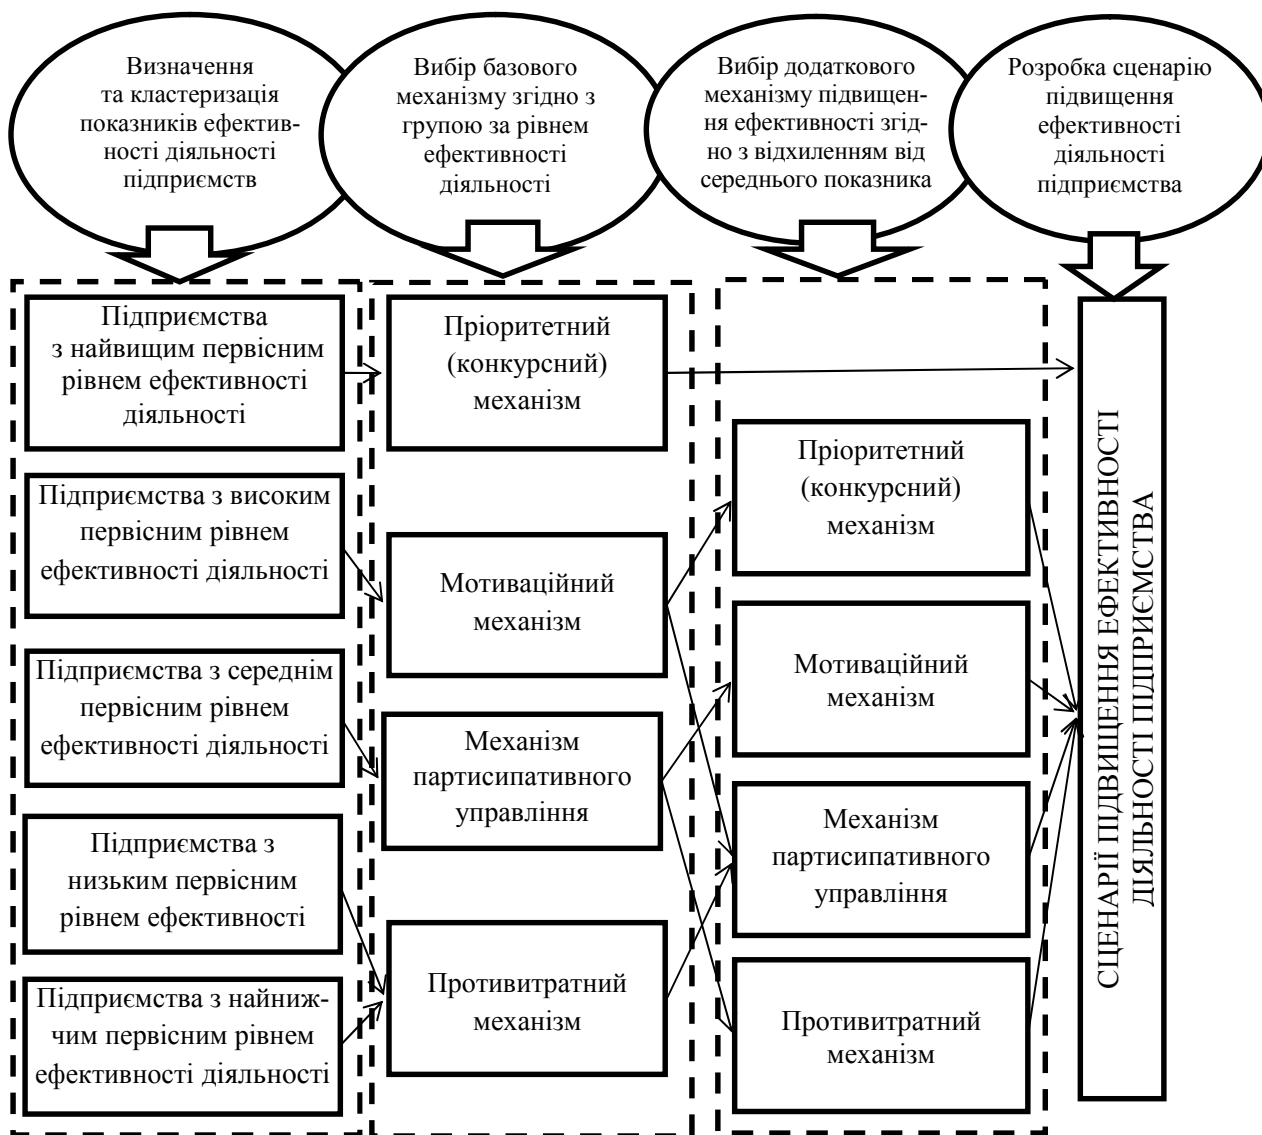 Визначення
та кластеризація
показників ефектив-
ності діяльності
підприємств
Вибір базового
механізму згідно з
групою за рівнем
ефективності
діяльності
Вибір додаткового
механізму підвищен-
ня ефективності згід-
но з відхиленням від
середнього показника
Розробка сценарію
підвищення
ефективності
діяльності
підприємства
Підприємства
з найвищим первісним
рівнем ефективності
діяльності
Підприємства з високим
первісним рівнем
ефективності діяльності
Підприємства з середнім
первісним рівнем
ефективності діяльності
Підприємства з
низьким первісним
рівнем ефективності
Підприємства з найниж-
чим первісним рівнем
ефективності діяльності
Пріоритетний
(конкурсний)
механізм
Мотиваційний
механізм
Механізм
партисипативного
управління
Противитратний
механізм
Пріоритетний
(конкурсний)
механізм
Мотиваційний
механізм
Механізм
партисипативного
управління
Противитратний
механізм
СЦЕНАРІЇ ПІДВИЩЕННЯ ЕФЕКТИВНОСТІ
ДІЯЛЬНОСТІ ПІДПРИЄМСТВА